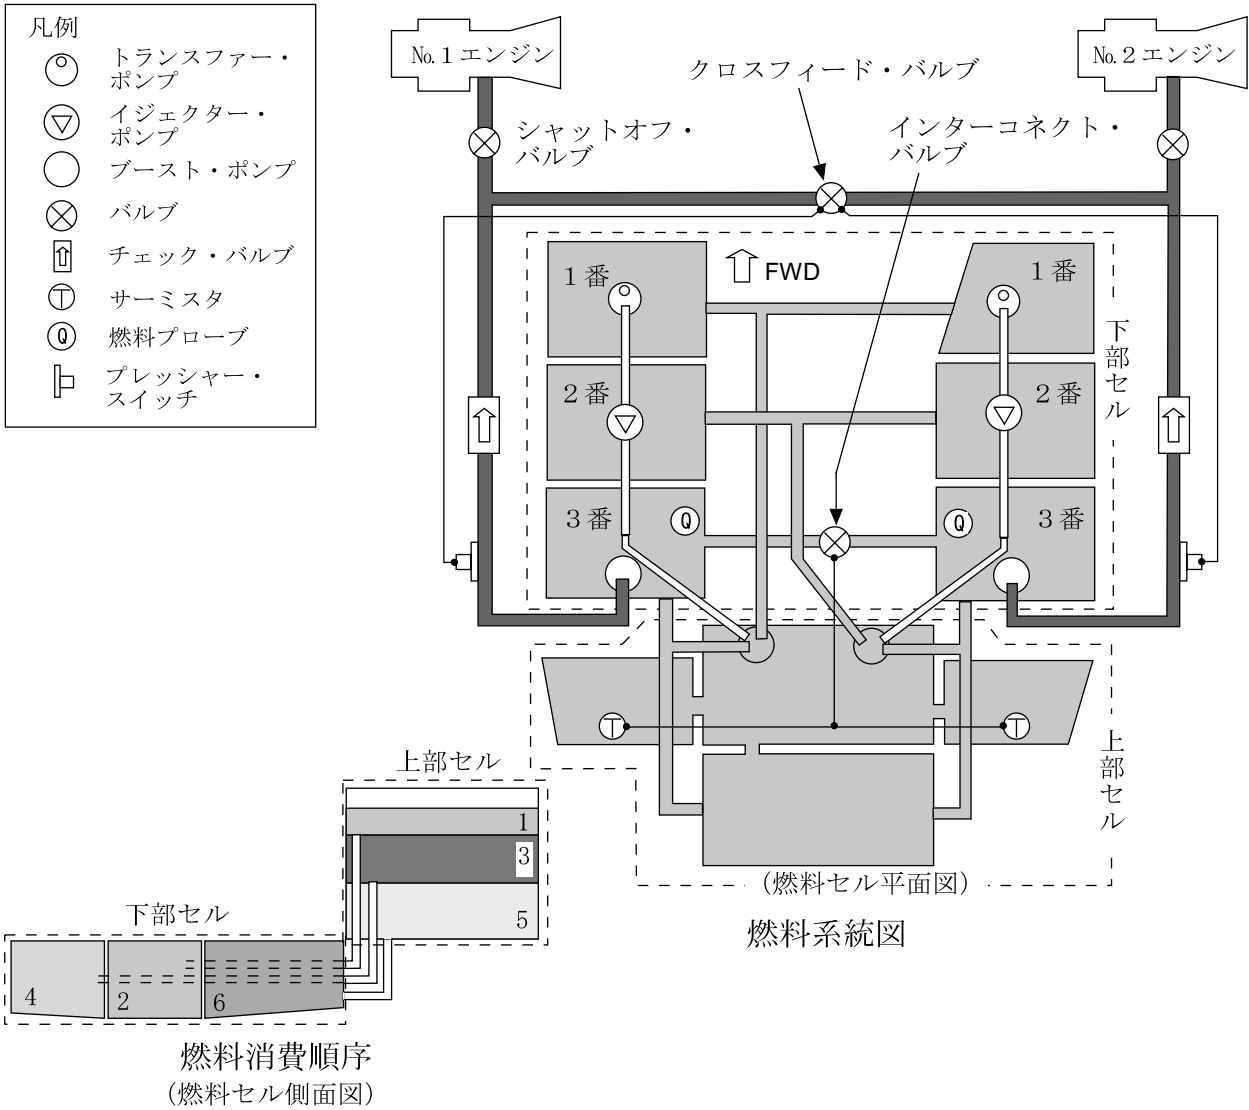 凡例
トランスファー・
ポンプ
イジェクター・
ポンプ
ブースト・ポンプ
バルブ
チェック・バルブ
サーミスタ
Q
燃料プローブ
プレッシャー・
スイッチ
No.1エンジン
No.2エンジン
クロスフィード・バルブ
シャットオフ・
バルブ
インターコネクト・
バルブ
FWD
1番
1番
下部セル
2番
2番
3番
Q
Q
3番
T
T
上部セル
(燃料セル平面図)
燃料系統図
上部セル
1
3
5
下部セル
4
2
6
燃料消費順序
(燃料セル側面図)